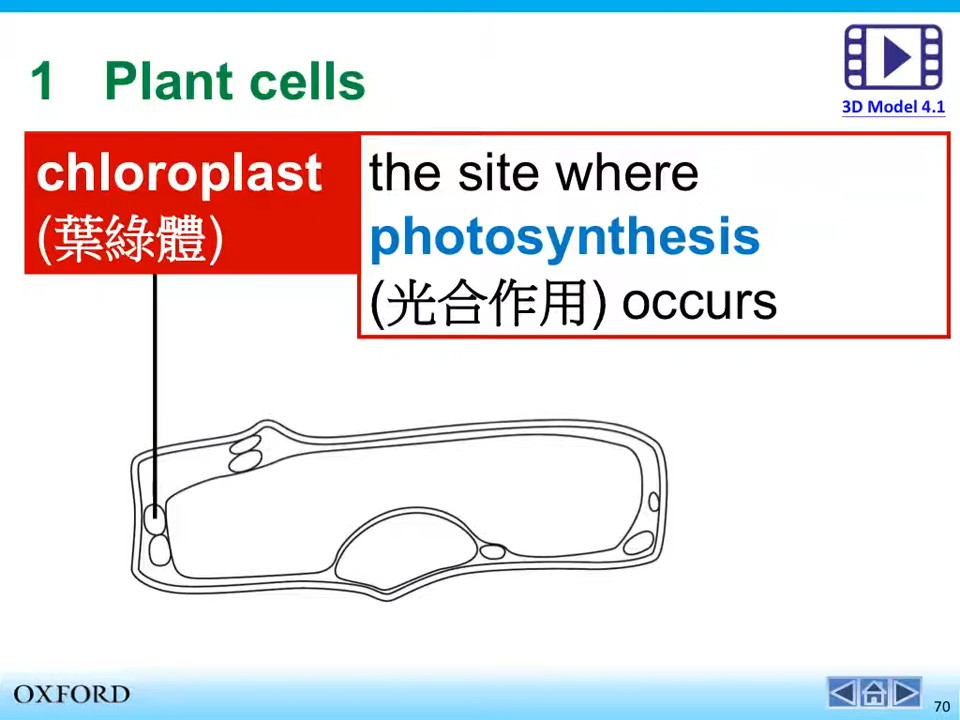 1 Plant cells
3D Model 4.1
chloroplast
(葉綠體)
the site where
photosynthesis
(光合作用) occurs
OXFORD
70